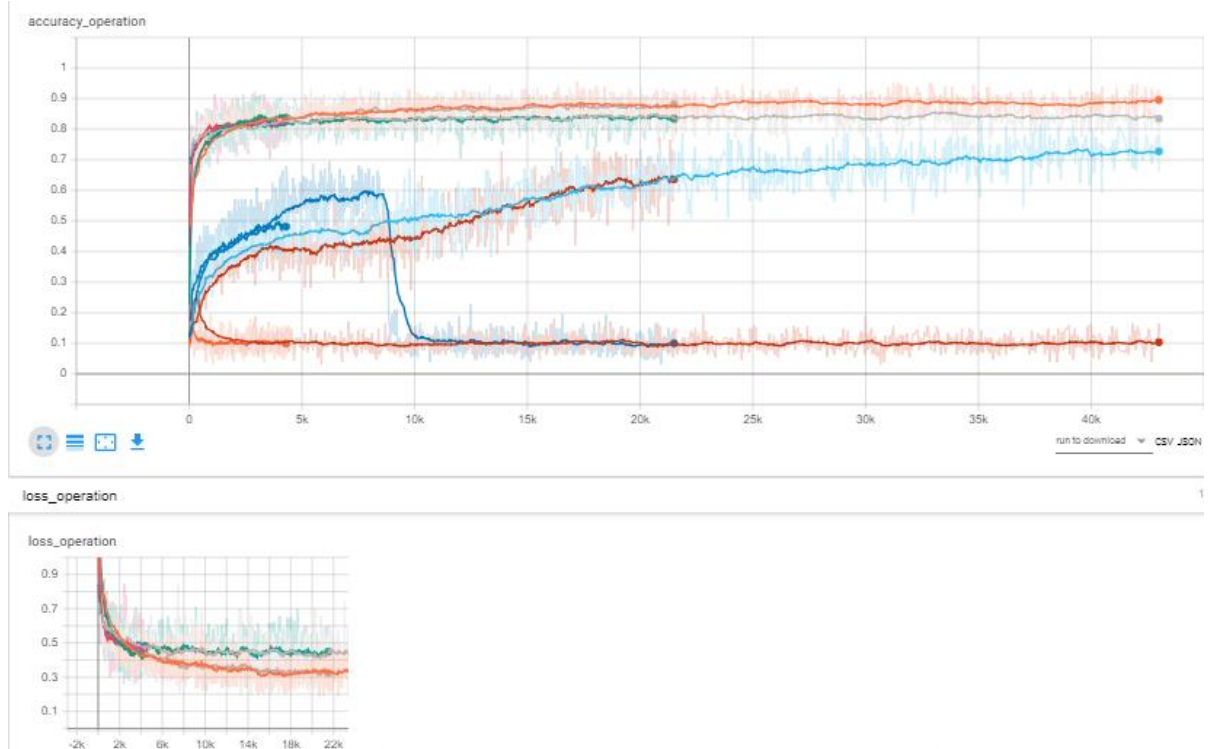 accuracy_operation
1
0.9
0.8
0.7
0.6
0.5
0.4
0.3
0.2
0.1
0
0 5k 10k 15k 20k 25k 30k 35k 40k
run to download CSV JSON
loss_operation
1
loss_operation
0.9
0.7
0.5
0.3
0.1
-2k 2k 6k 10k 14k 18k 22k